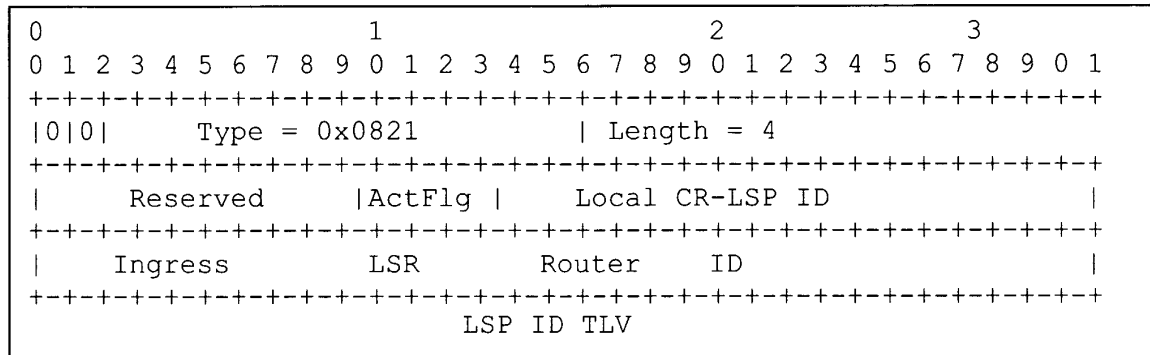 0                   1                   2               3
0 1 2 3 4 5 6 7 8 9 0 1 2 3 4 5 6 7 8 9 0 1 2 3 4 5 6 7 8 9 0 1
+-+-+-+-+-+-+-+-+-+-+-+-+-+-+-+-+-+-+-+-+-+-+-+-+-+-+-+-+-+-+-+
|0|0|     Type = 0x0821         | Length = 4
+-+-+-+-+-+-+-+-+-+-+-+-+-+-+-+-+-+-+-+-+-+-+-+-+-+-+-+-+-+-+-+
|     Reserved     |ActFlg |    Local CR-LSP ID               |
+-+-+-+-+-+-+-+-+-+-+-+-+-+-+-+-+-+-+-+-+-+-+-+-+-+-+-+-+-+-+-+
|    Ingress        LSR       Router    ID                    |
+-+-+-+-+-+-+-+-+-+-+-+-+-+-+-+-+-+-+-+-+-+-+-+-+-+-+-+-+-+-+-+
LSP ID TLV